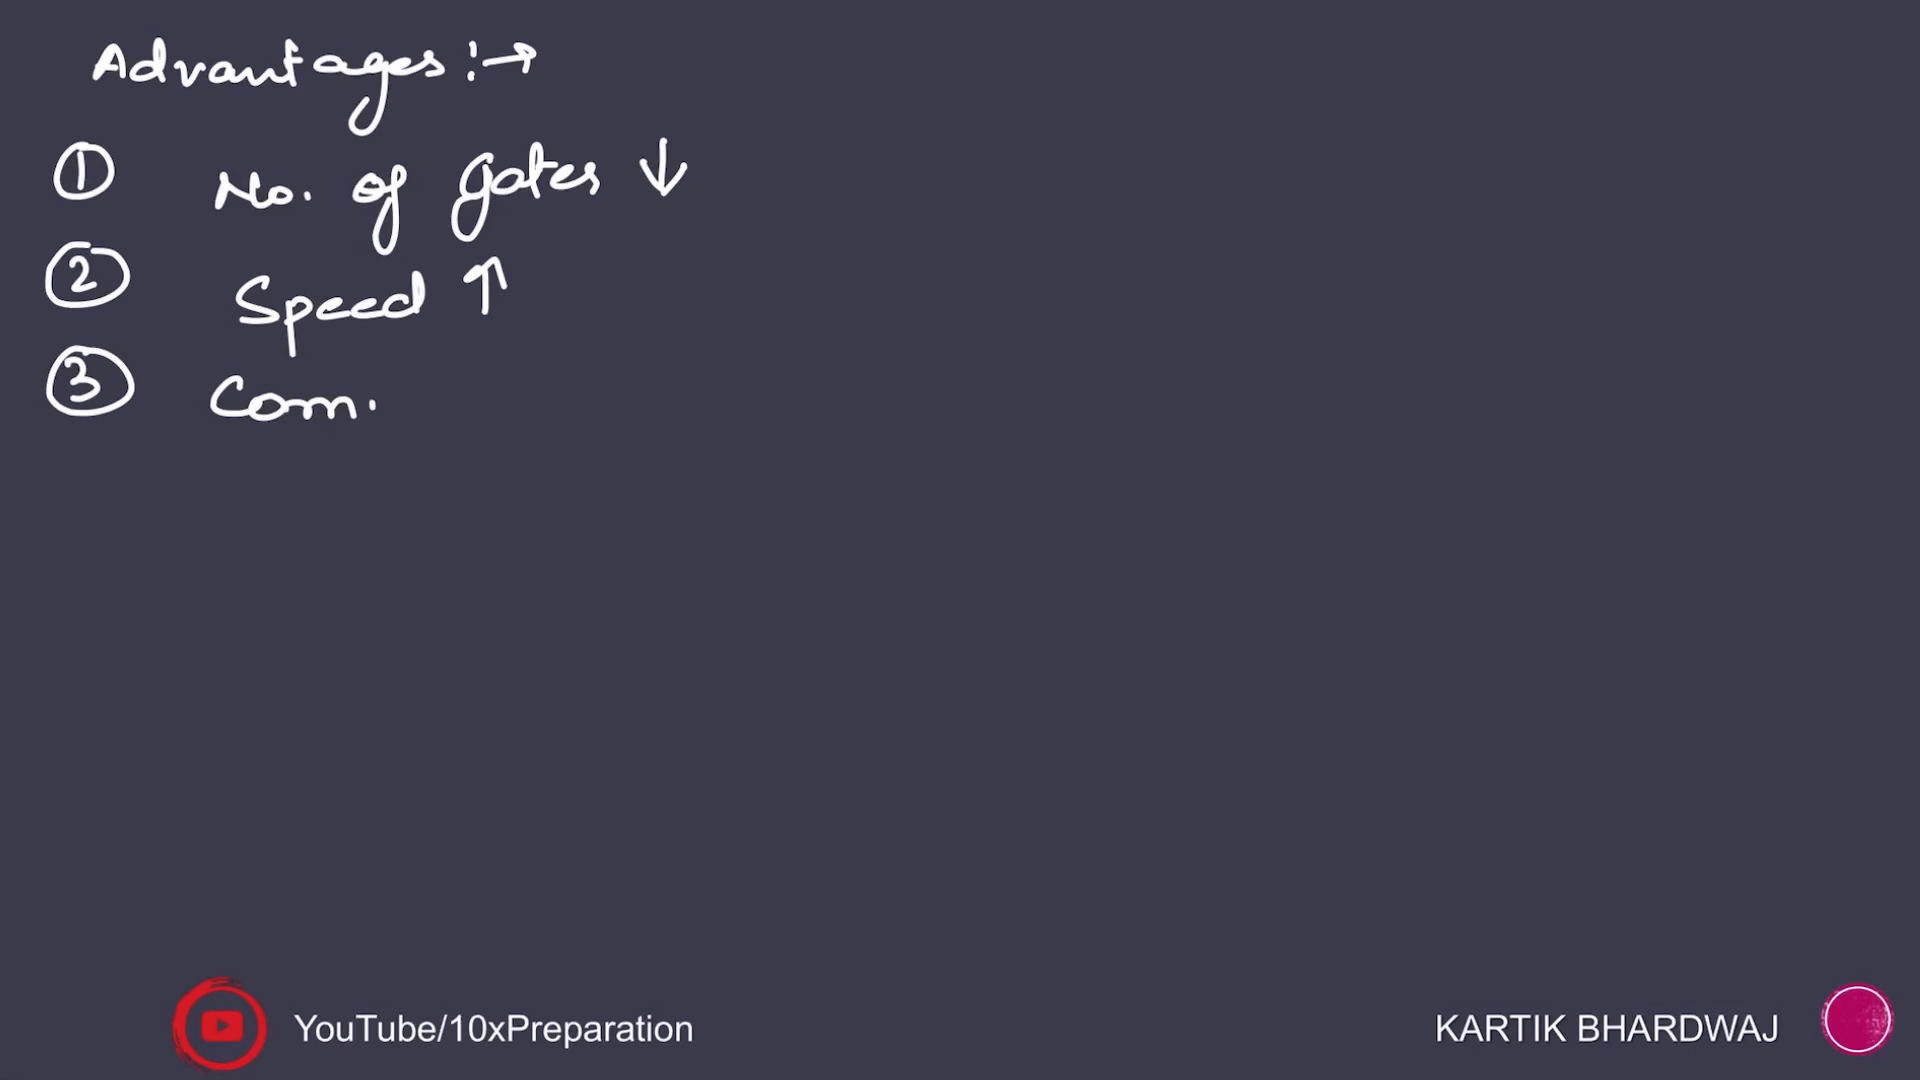 Advantages :→
① No. of gates ↓
② Speed ↑
③ Com.
YouTube/10xPreparation
KARTIK BHARDWAJ